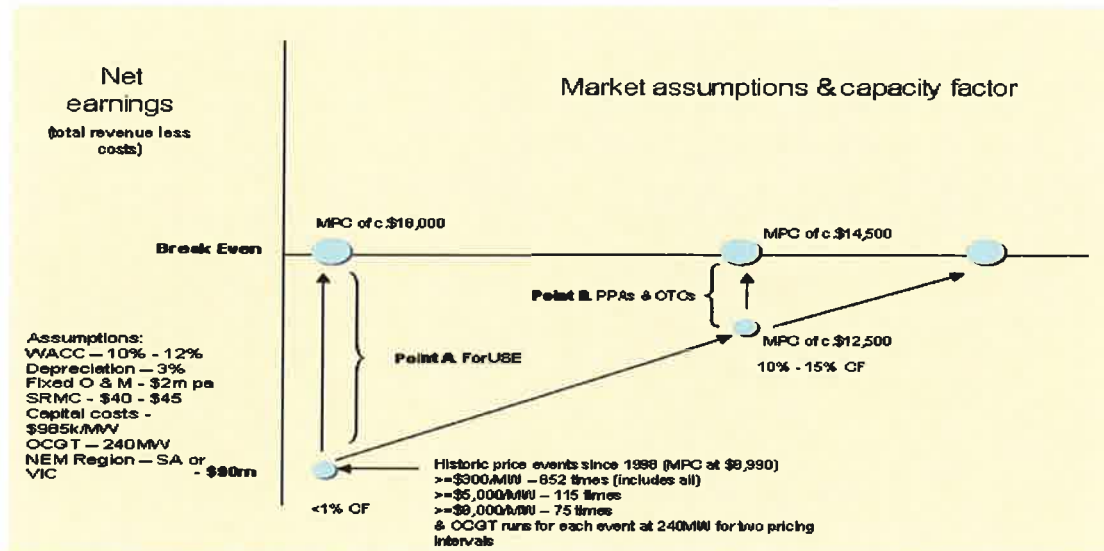 Net
earnings
(total revenue less
costs)
Market assumptions & capacity factor
MPC of c.$16,000
MPC of c.$14,500
Break Even
Point B. PPAs & OTCs
MPC of c.$12,500
10% - 15% CF
Point A. For USE
Assumptions:
WACC – 10% - 12%
Depreciation – 3%
Fixed O & M - $2m pa
SRMC - $40 - $45
Capital costs -
$985k/MW
OCGT – 240MW
NEM Region – SA or
VIC
- $90m
<1% CF
Historic price events since 1998 (MPC at $9,990)
>=$300/MW – 852 times (includes all)
>=$5,000/MW – 115 times
>=$9,000/MW – 75 times
& OCGT runs for each event at 240MW for two pricing
intervals